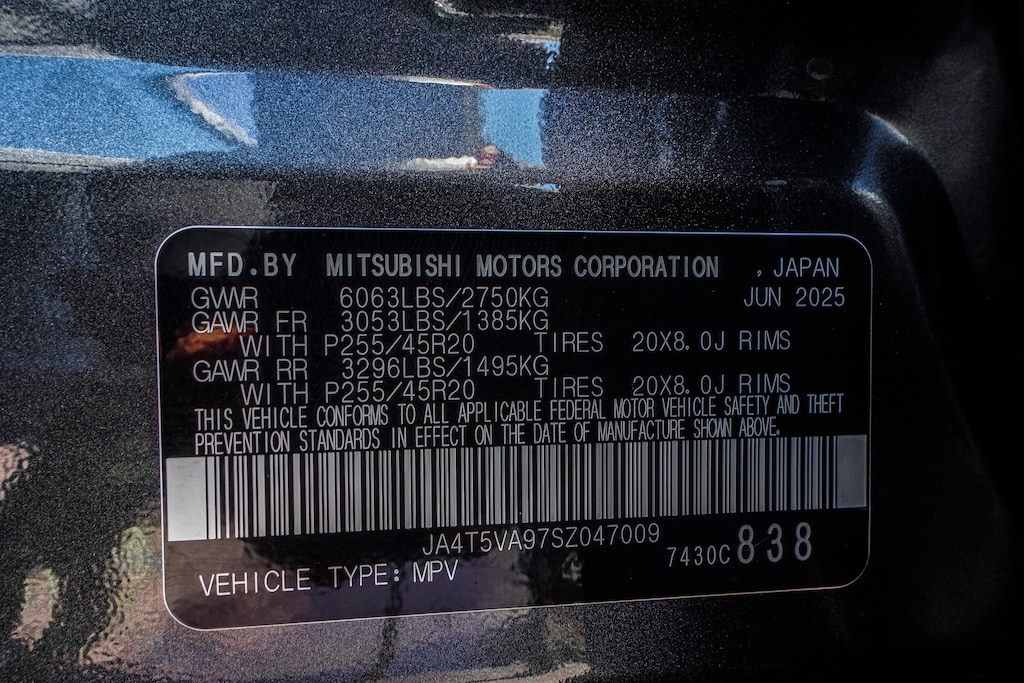 MFD.BY MITSUBISHI MOTORS CORPORATION , JAPAN
GVWR 6063LBS/2750KG JUN 2025
GAWR FR 3053LBS/1385KG
WITH P255/45R20 TIRES 20X8.0J RIMS
GAWR RR 3296LBS/1495KG
WITH P255/45R20 TIRES 20X8.0J RIMS
THIS VEHICLE CONFORMS TO ALL APPLICABLE FEDERAL MOTOR VEHICLE SAFETY AND THEFT
PREVENTION STANDARDS IN EFFECT ON THE DATE OF MANUFACTURE SHOWN ABOVE.
JA4T5VA97SZ047009
7430C 838
VEHICLE TYPE: MPV